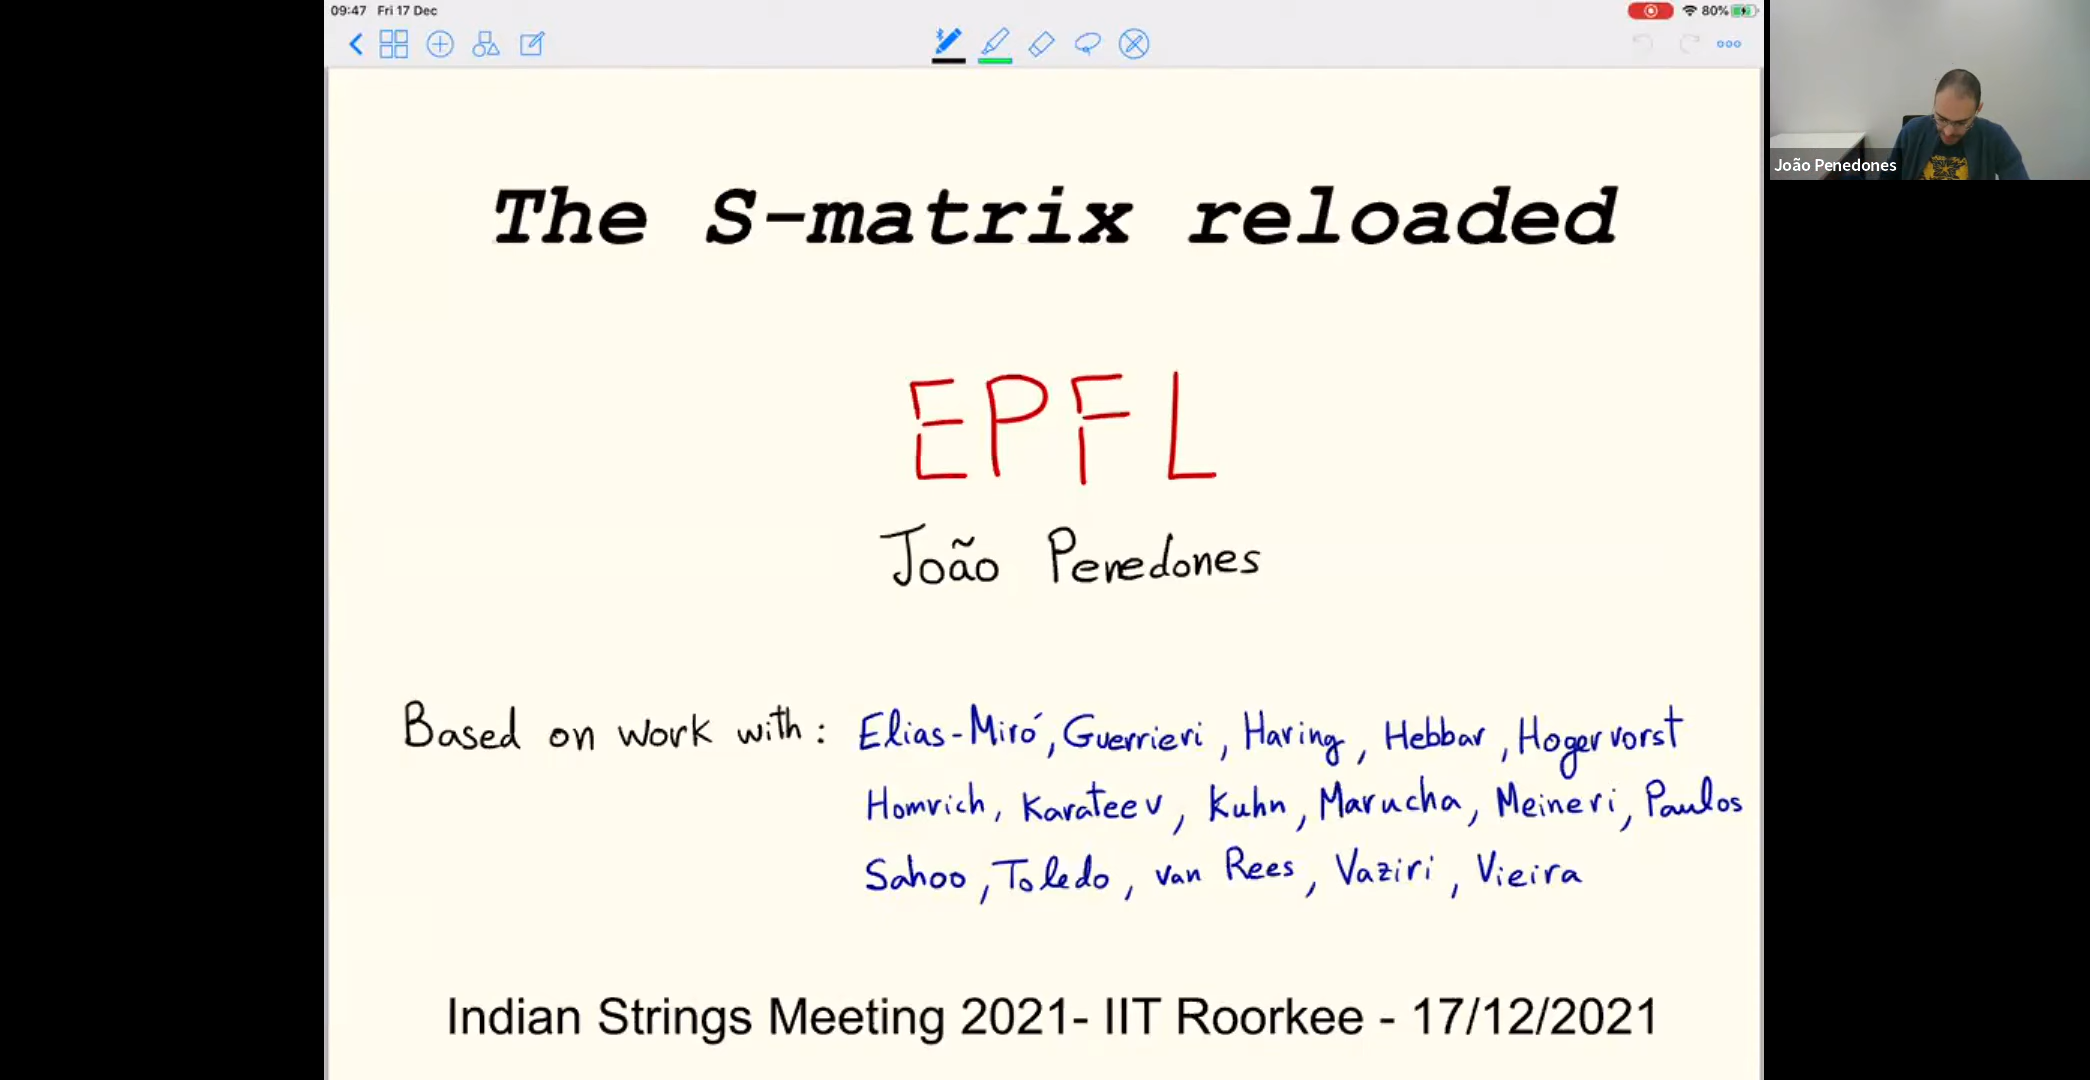 09:47 Fri 17 Dec
80%
The S-matrix reloaded
EPFL
João Penedones
Based on work with: Elias-Miró, Guerrieri, Haring, Hebbar, Hogervorst
Homrich, Karateev, Kuhn, Marucha, Meineri, Paulos
Sahoo, Toledo, van Rees, Vaziri, Vieira
Indian Strings Meeting 2021- IIT Roorkee - 17/12/2021
João Penedones